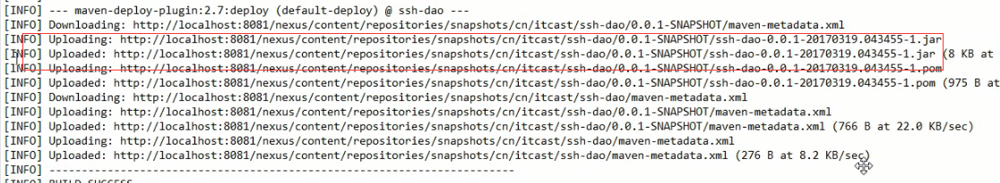 [INFO] --- maven-deploy-plugin:2.7:deploy (default-deploy) @ ssh-dao ---
[INFO] Downloading: http://localhost:8081/nexus/content/repositories/snapshots/cn/itcast/ssh-dao/0.0.1-SNAPSHOT/maven-metadata.xml
[INFO] Uploading: http://localhost:8081/nexus/content/repositories/snapshots/cn/itcast/ssh-dao/0.0.1-SNAPSHOT/ssh-dao-0.0.1-20170319.043455-1.jar
[INFO] Uploaded: http://localhost:8081/nexus/content/repositories/snapshots/cn/itcast/ssh-dao/0.0.1-SNAPSHOT/ssh-dao-0.0.1-20170319.043455-1.jar (8 KB at
[INFO] Uploading: http://localhost:8081/nexus/content/repositories/snapshots/cn/itcast/ssh-dao/0.0.1-SNAPSHOT/ssh-dao-0.0.1-20170319.043455-1.pom
[INFO] Uploaded: http://localhost:8081/nexus/content/repositories/snapshots/cn/itcast/ssh-dao/0.0.1-SNAPSHOT/ssh-dao-0.0.1-20170319.043455-1.pom (975 B at
[INFO] Downloading: http://localhost:8081/nexus/content/repositories/snapshots/cn/itcast/ssh-dao/maven-metadata.xml
[INFO] Uploading: http://localhost:8081/nexus/content/repositories/snapshots/cn/itcast/ssh-dao/0.0.1-SNAPSHOT/maven-metadata.xml
[INFO] Uploaded: http://localhost:8081/nexus/content/repositories/snapshots/cn/itcast/ssh-dao/0.0.1-SNAPSHOT/maven-metadata.xml (766 B at 22.0 KB/sec)
[INFO] Uploading: http://localhost:8081/nexus/content/repositories/snapshots/cn/itcast/ssh-dao/maven-metadata.xml
[INFO] Uploaded: http://localhost:8081/nexus/content/repositories/snapshots/cn/itcast/ssh-dao/maven-metadata.xml (276 B at 8.2 KB/sec)
[INFO] ------------------------------------------------------------------------
[INFO] BUILD SUCCESS